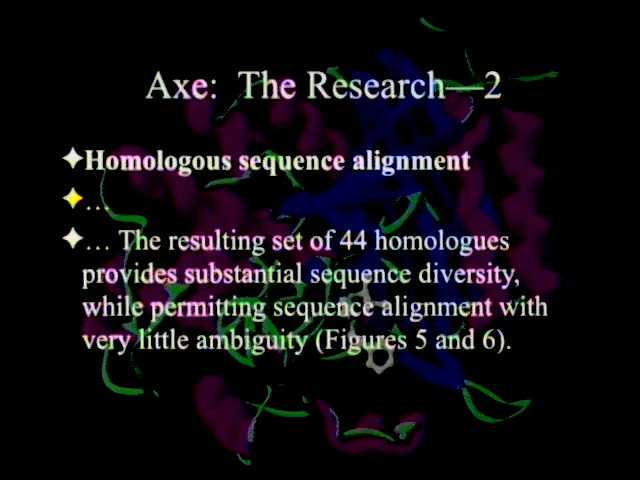 Axe: The Research—2
Homologous sequence alignment
…
… The resulting set of 44 homologues
provides substantial sequence diversity,
while permitting sequence alignment with
very little ambiguity (Figures 5 and 6).